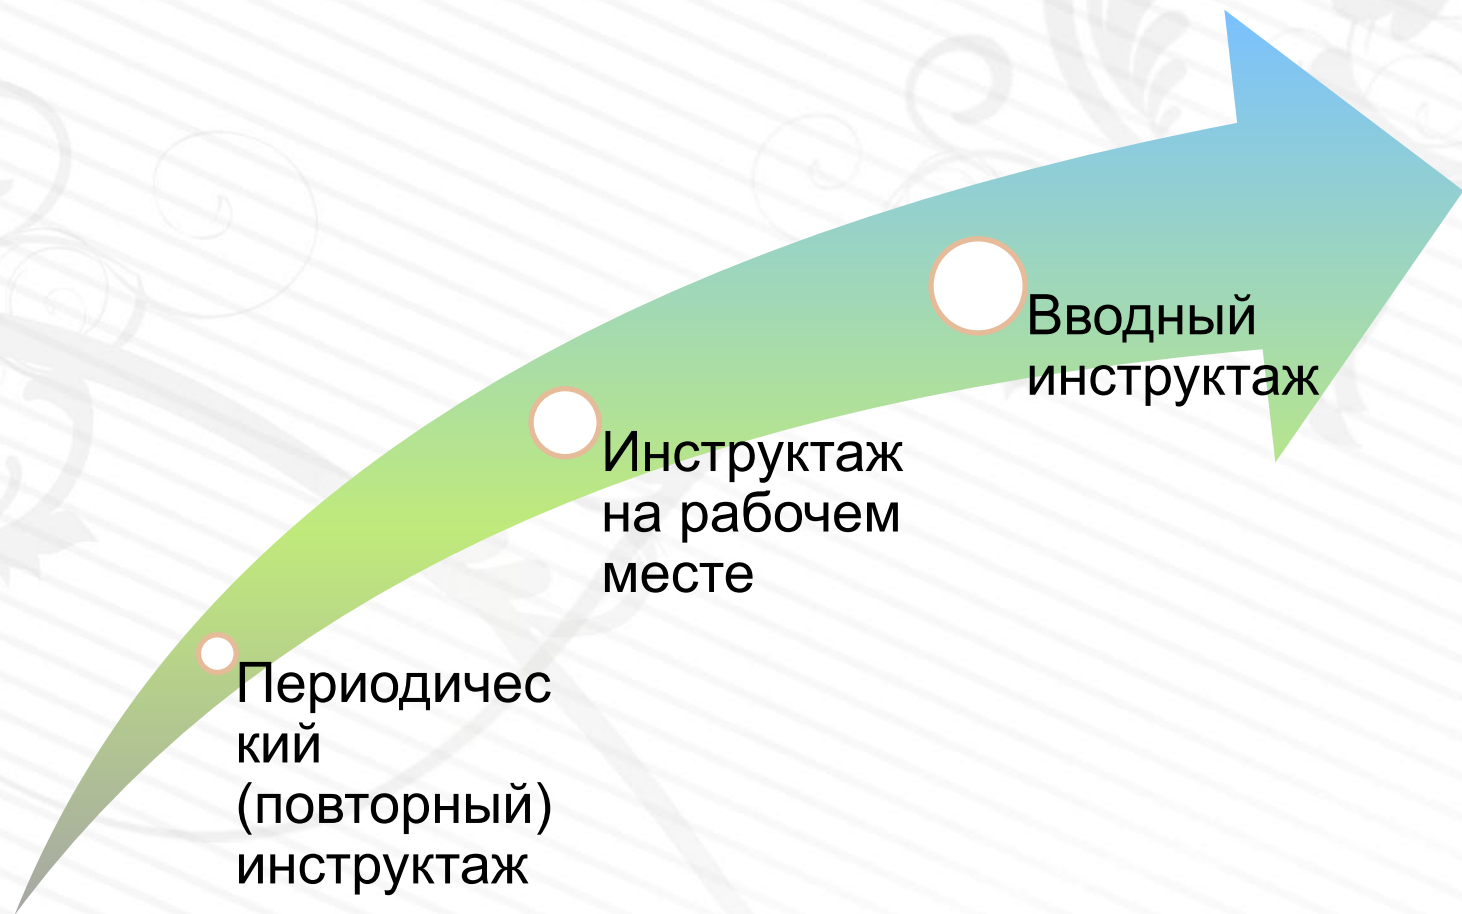 Вводный
инструктаж
Инструктаж
на рабочем
месте
Периодичес
кий
(повторный)
инструктаж